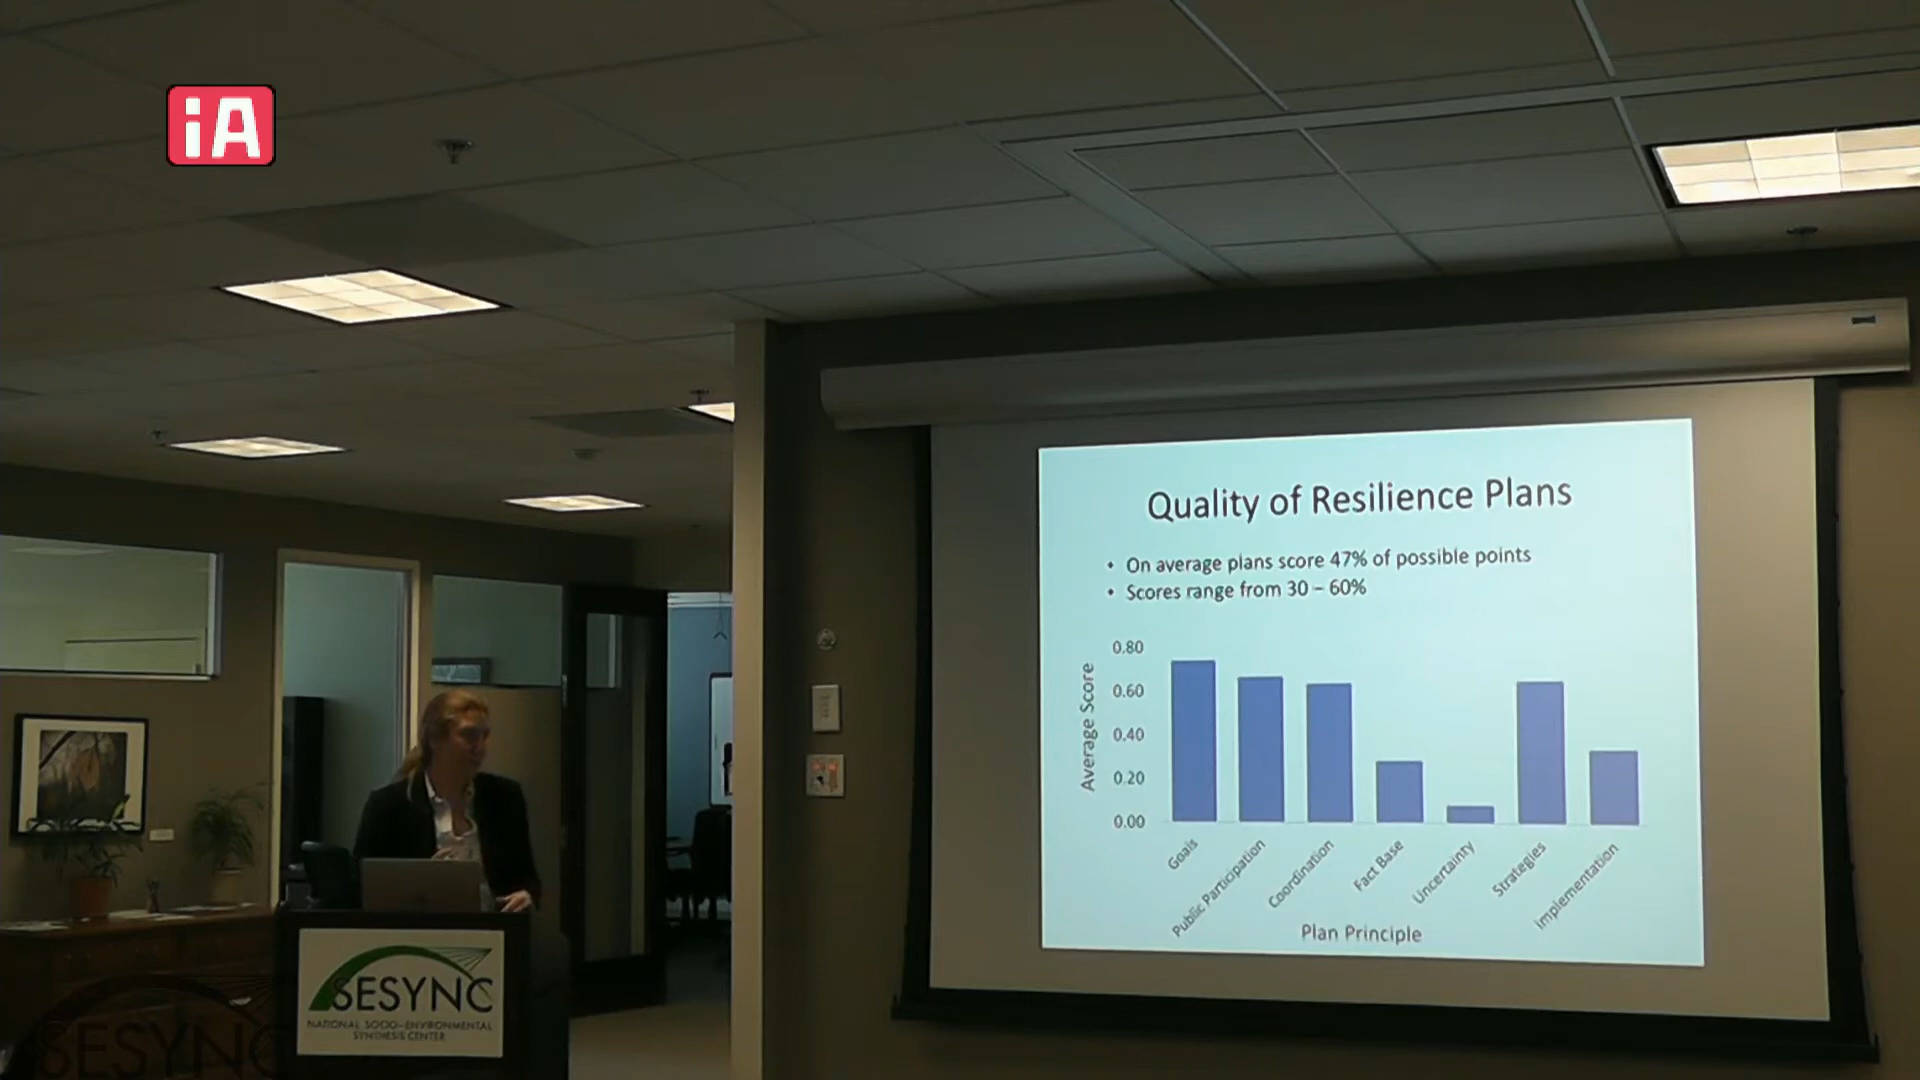 iA
Quality of Resilience Plans
• On average plans score 47% of possible points
• Scores range from 30 – 60%
0.80
0.60
0.40
0.20
0.00
Average Score
Goals
Public Participation
Coordination
Fact Base
Uncertainty
Strategies
Implementation
Plan Principle
SESYNC
NATIONAL SOCIO-ENVIRONMENTAL
SYNTHESIS CENTER
SESYNC